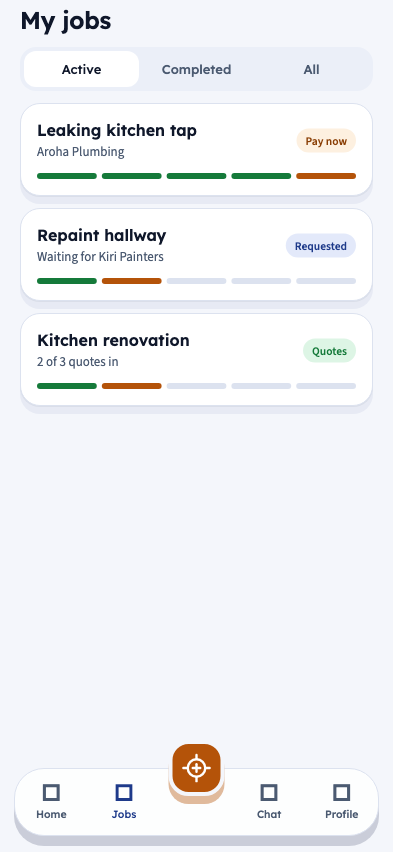 My jobs
Active
Completed
All
Leaking kitchen tap
Aroha Plumbing
Pay now
Repaint hallway
Waiting for Kiri Painters
Requested
Kitchen renovation
2 of 3 quotes in
Quotes
Home
Jobs
Chat
Profile